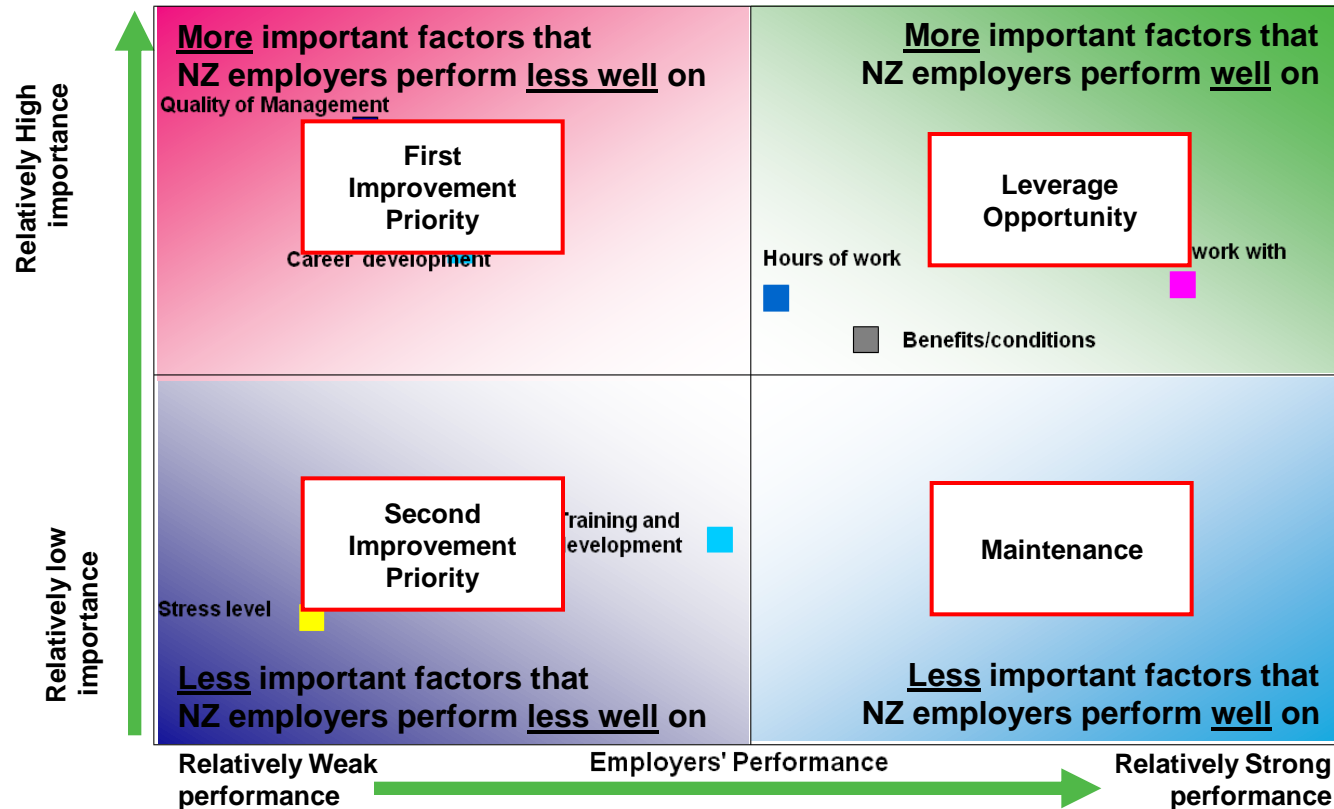 More important factors that
NZ employers perform less well on
More important factors that
NZ employers perform well on
Relatively High
importance
Quality of Management
First
Improvement
Priority
Career development
Leverage
Opportunity
Hours of work
work with
Benefits/conditions
Relatively low
importance
Second
Improvement
Priority
Training and
development
Stress level
Maintenance
Less important factors that
NZ employers perform less well on
Less important factors that
NZ employers perform well on
Relatively Weak
performance
Employers' Performance
Relatively Strong
performance